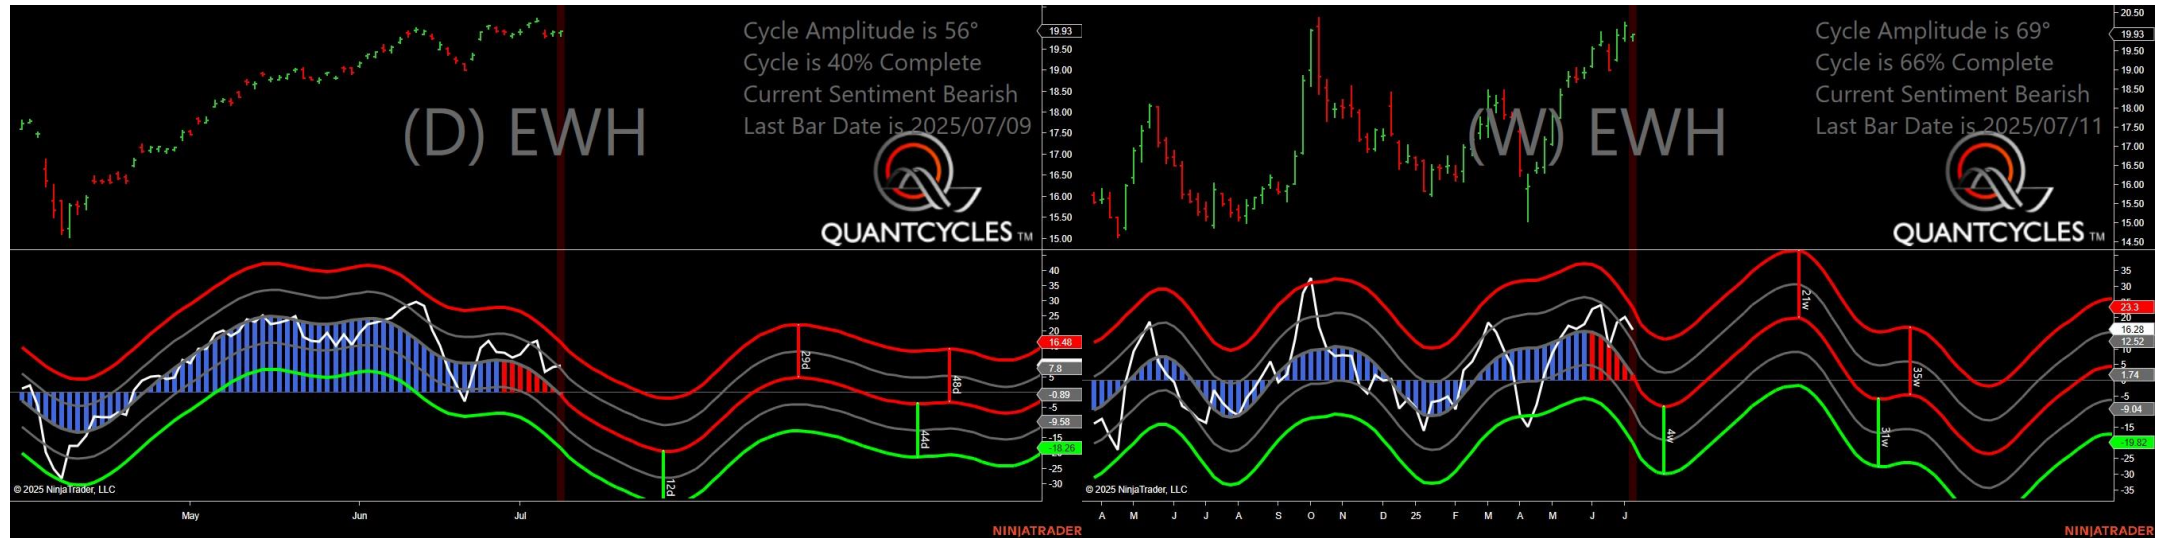 Cycle Amplitude is 56°
Cycle is 40% Complete
Current Sentiment Bearish
Last Bar Date is 2025/07/09
(D) EWH
QUANTCYCLES TM
19.93
19.50
19.00
18.50
18.00
17.50
17.00
16.50
16.00
15.50
15.00
40
35
30
25
20
16.48
7.8
5
-0.89
-5
-9.58
-15
-18.26
-25
-30
29d
48d
44d
12d
© 2025 NinjaTrader, LLC
May
Jun
Jul
NINJATRADER
Cycle Amplitude is 69°
Cycle is 66% Complete
Current Sentiment Bearish
Last Bar Date is 2025/07/11
(W) EWH
QUANTCYCLES TM
20.50
19.93
19.50
19.00
18.50
18.00
17.50
17.00
16.50
16.00
15.50
15.00
14.50
35
30
23.3
20
16.28
12.52
10
5
1.74
-5
-9.04
-15
-19.82
-25
-30
-35
21w
35w
4w
31w
© 2025 NinjaTrader, LLC
A M J J A S O N D 25 F M A M J J
NINJATRADER